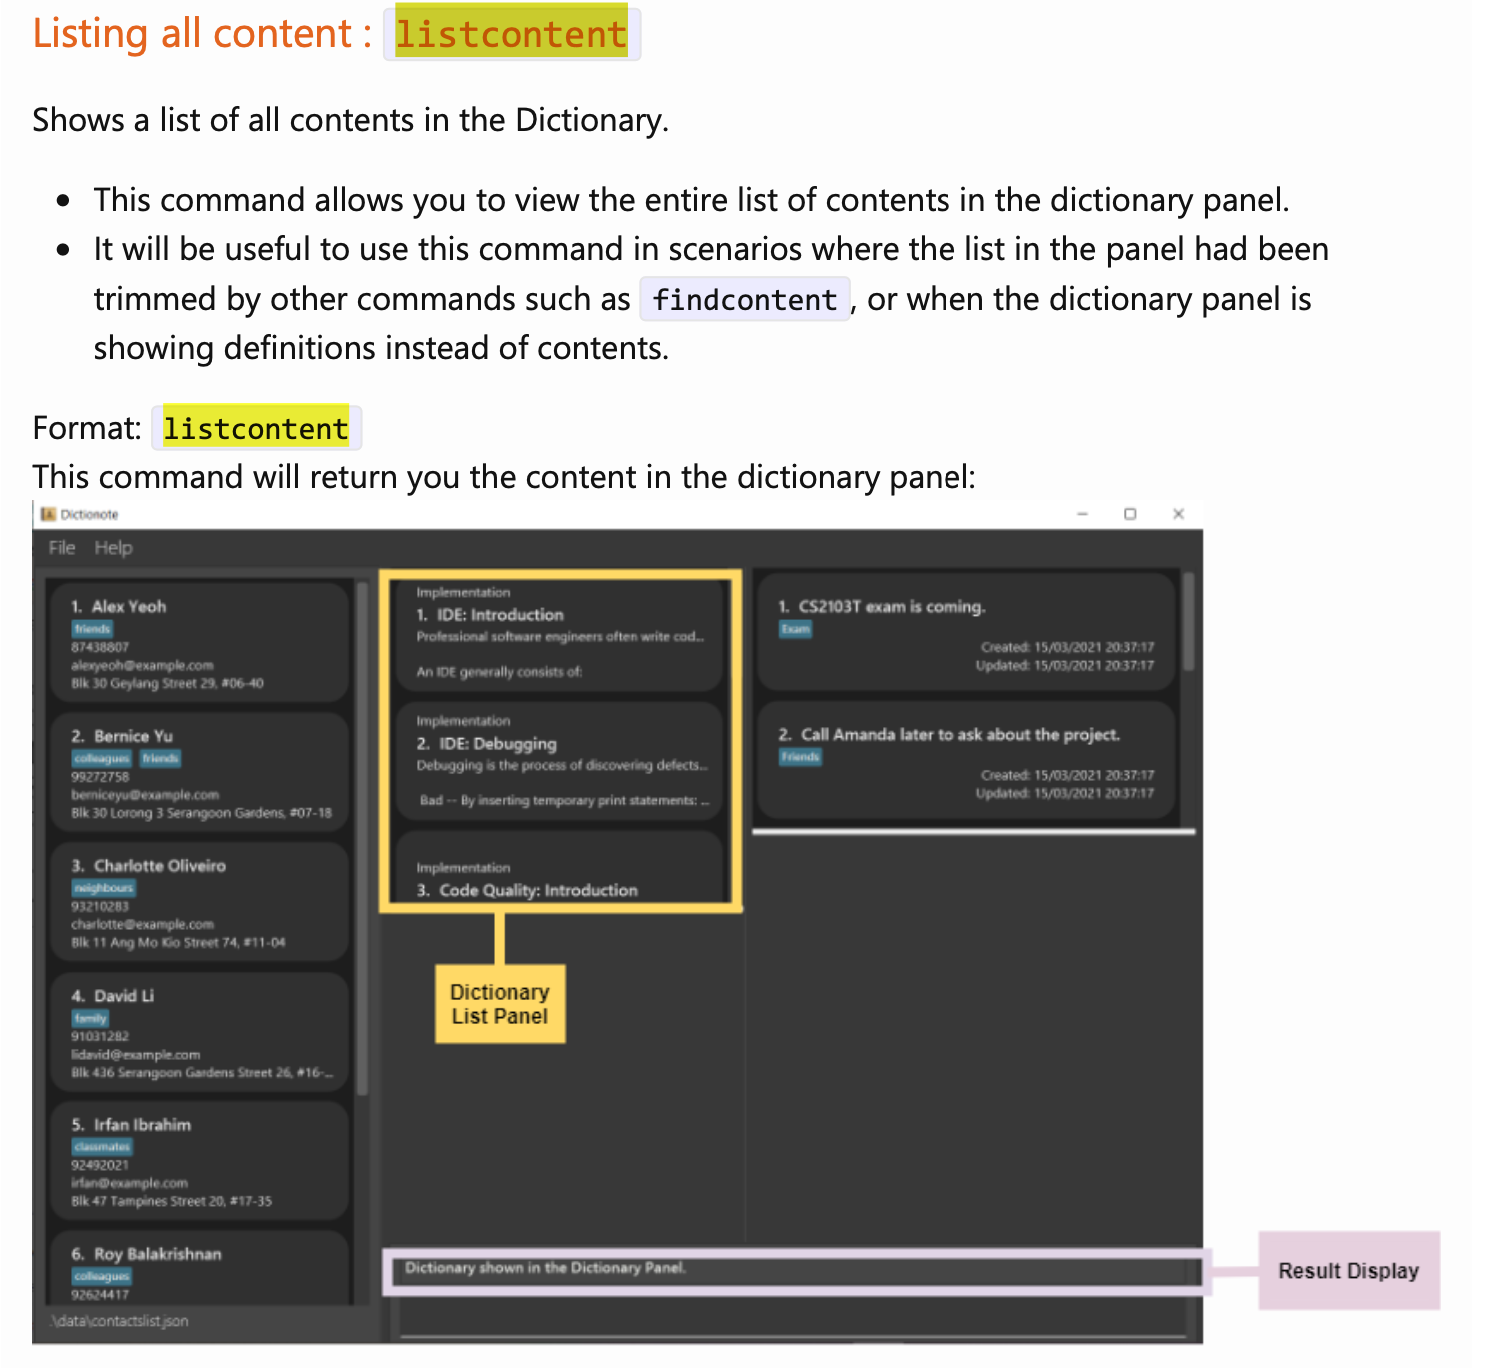 Listing all content : listcontent
Shows a list of all contents in the Dictionary.
• This command allows you to view the entire list of contents in the dictionary panel.
• It will be useful to use this command in scenarios where the list in the panel had been
trimmed by other commands such as findcontent, or when the dictionary panel is
showing definitions instead of contents.
Format: listcontent
This command will return you the content in the dictionary panel:
Dictionote
File Help
1. Alex Yeoh
friends
87438807
alexyeoh@example.com
Blk 30 Geylang Street 29, #06-40
2. Bernice Yu
colleagues friends
99272758
berniceyu@example.com
Blk 30 Lorong 3 Serangoon Gardens, #07-18
3. Charlotte Oliveiro
neighbours
93210283
charlotte@example.com
Blk 11 Ang Mo Kio Street 74, #11-04
4. David Li
family
91031282
lidavid@example.com
Blk 436 Serangoon Gardens Street 26, #16-...
5. Irfan Ibrahim
classmates
92492021
irfan@example.com
Blk 47 Tampines Street 20, #17-35
6. Roy Balakrishnan
colleagues
92624417
.\data\contactslist.json
Implementation
1. IDE: Introduction
Professional software engineers often write cod...
An IDE generally consists of:
Implementation
2. IDE: Debugging
Debugging is the process of discovering defects...
Bad -- By inserting temporary print statements: ...
Implementation
3. Code Quality: Introduction
Dictionary
List Panel
1. CS2103T exam is coming.
Exam
Created: 15/03/2021 20:37:17
Updated: 15/03/2021 20:37:17
2. Call Amanda later to ask about the project.
Friends
Created: 15/03/2021 20:37:17
Updated: 15/03/2021 20:37:17
Dictionary shown in the Dictionary Panel.
Result Display